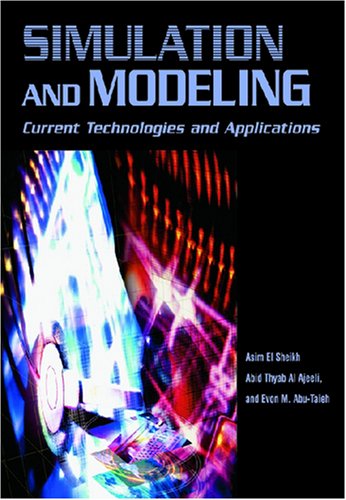 SIMULATION
AND MODELING
Current Technologies and Applications
Asim El Sheikh
Abid Thyab Al Ajeeli,
and Evon M. Abu-Taieh